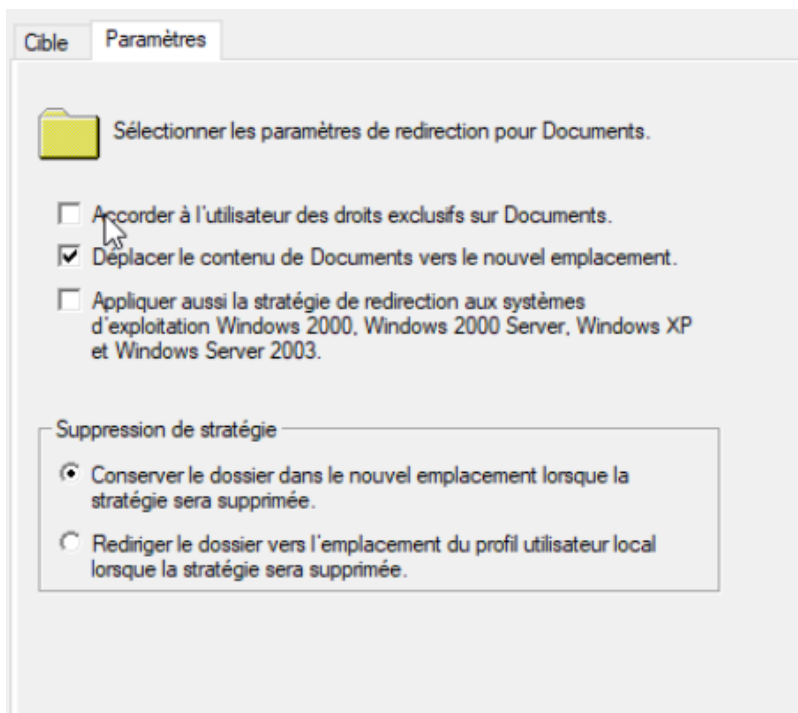 Cible Paramètres
Sélectionner les paramètres de redirection pour Documents.
Accorder à l'utilisateur des droits exclusifs sur Documents.
Déplacer le contenu de Documents vers le nouvel emplacement.
Appliquer aussi la stratégie de redirection aux systèmes
d'exploitation Windows 2000, Windows 2000 Server, Windows XP
et Windows Server 2003.
Suppression de stratégie
Conserver le dossier dans le nouvel emplacement lorsque la
stratégie sera supprimée.
Rediriger le dossier vers l'emplacement du profil utilisateur local
lorsque la stratégie sera supprimée.